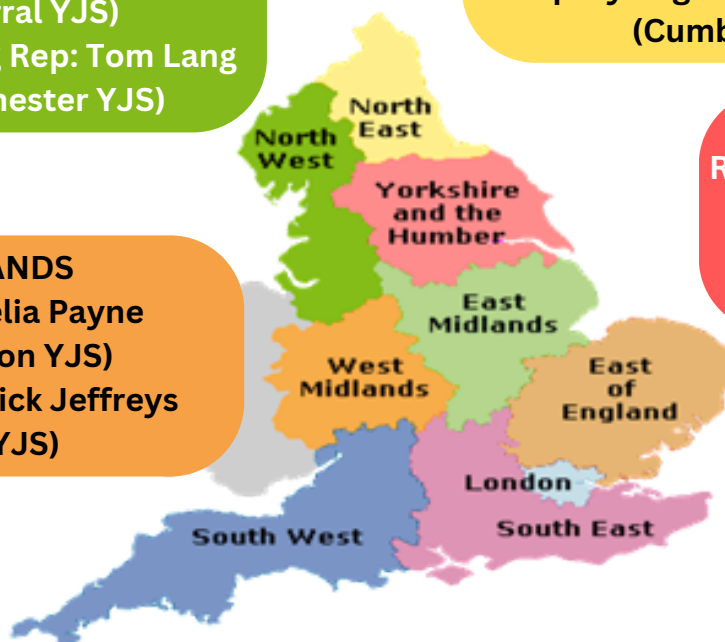 rral YJS)
Rep: Tom Lang
hester YJS)
(Cumb
R
ANDS
elia Payne
on YJS)
ick Jeffreys
YJS)
North
East
North
West
Yorkshire
and the
Humber
East
Midlands
West
Midlands
East
of
England
London
South East
South West